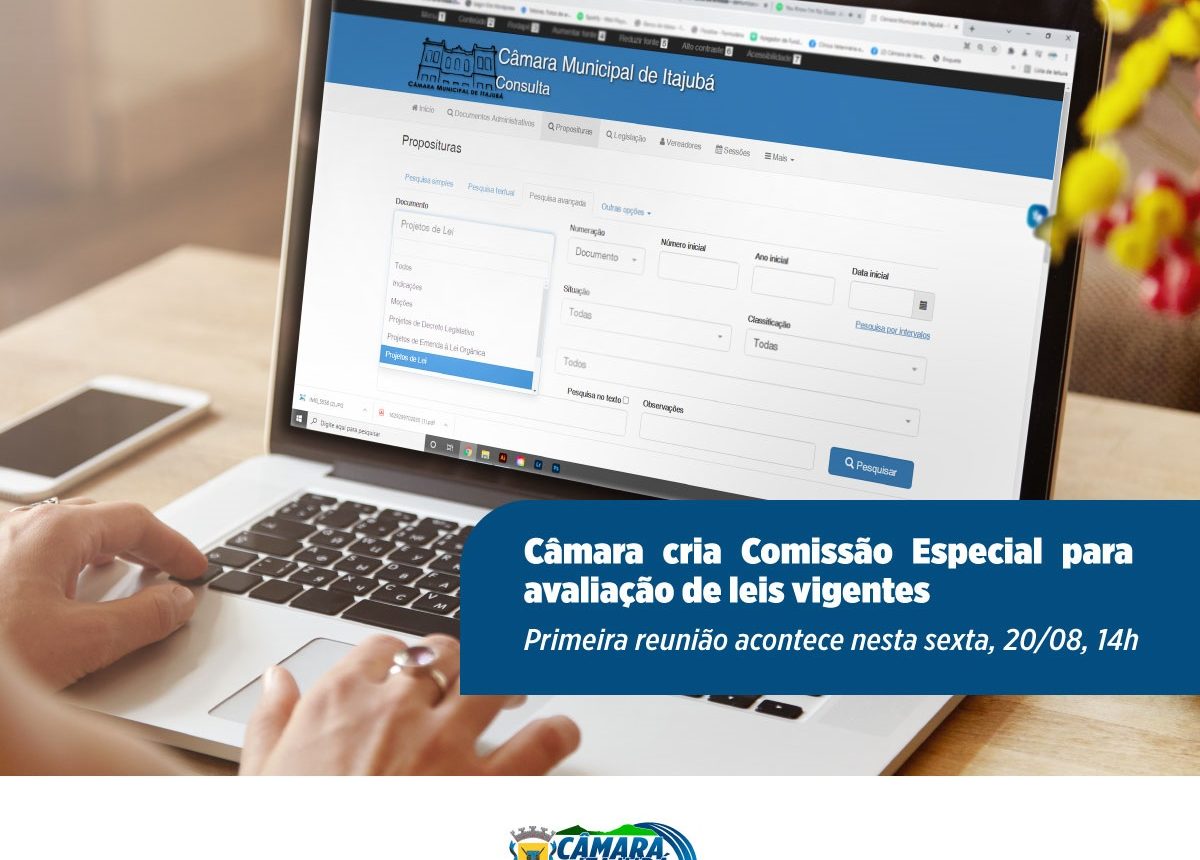 Menu 1 Conteúdo 2 Rodapé 3 Aumentar fonte 4 Reduzir fonte 5 Alto contraste 6 Acessibilidade 7
Lista de leitura
Câmara Municipal de Itajubá
Consulta
CÂMARA MUNICIPAL DE ITAJUBÁ
Início Documentos Administrativos Proposituras Legislação Vereadores Sessões Mais
Proposituras
Pesquisa simples Pesquisa textual Pesquisa avançada Outras opções
Documento
Projetos de Lei
Todos
Indicações
Moções
Projetos de Decreto Legislativo
Projetos de Emenda à Lei Orgânica
Projetos de Lei
Numeração Número inicial Ano inicial Data inicial
Documento
Pesquisa por intervalos
Situação Classificação
Todas Todas
Todos
Pesquisa no texto Observações
Pesquisar
Digite aqui para pesquisar
Câmara cria Comissão Especial para
avaliação de leis vigentes
Primeira reunião acontece nesta sexta, 20/08, 14h
CÂMARA